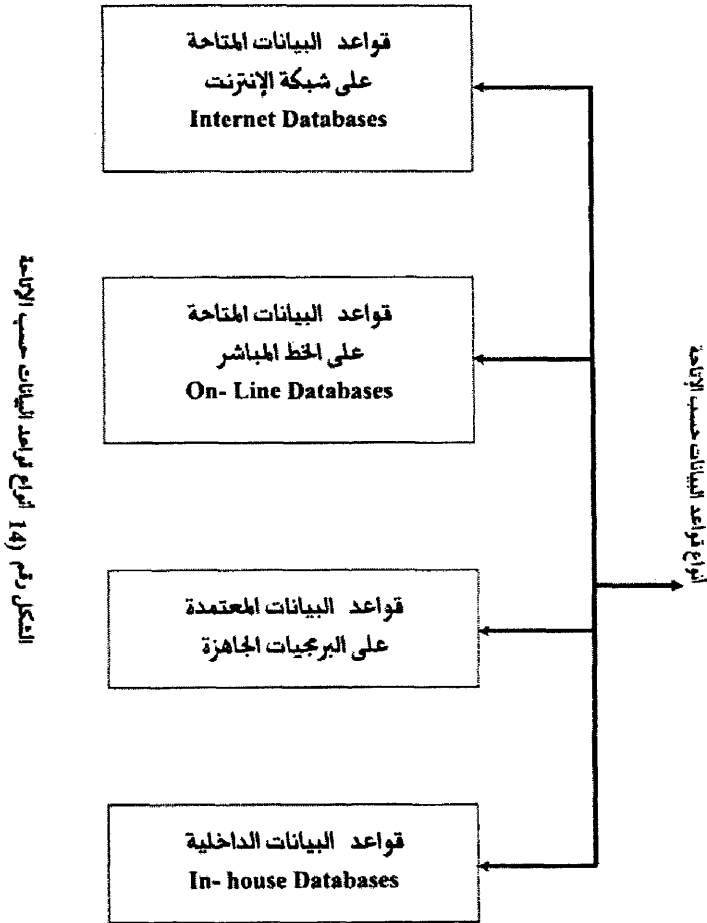 أنواع قواعد البيانات حسب الإتاحة
قواعد البيانات المتاحة
على شبكة الإنترنت
Internet Databases
قواعد البيانات المتاحة
على الخط المباشر
On- Line Databases
قواعد البيانات المعتمدة
على البرمجيات الجاهزة
قواعد البيانات الداخلية
In- house Databases
الشكل رقم (14 أنواع قواعد البيانات حسب الإتاحة